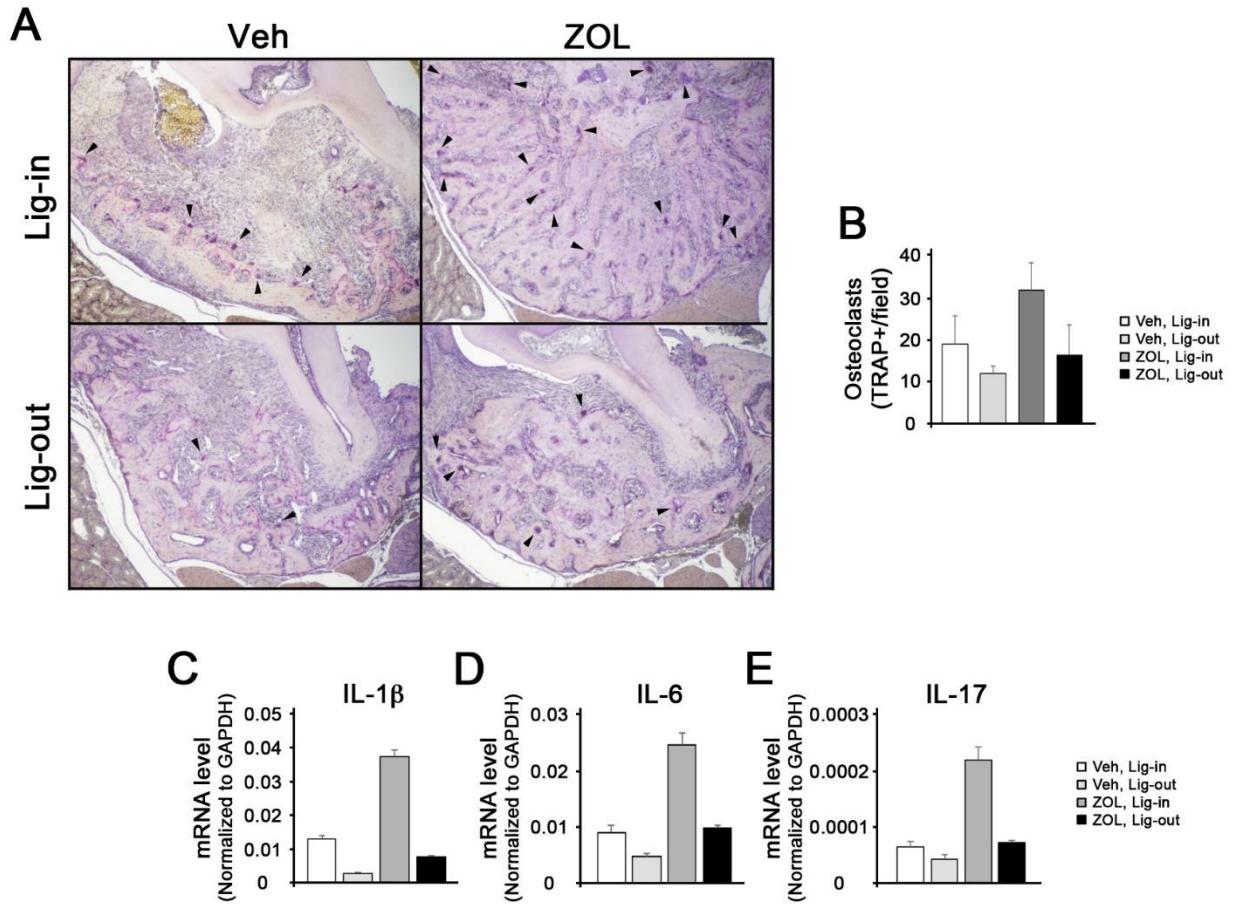 A
Veh
ZOL
Lig-in
Lig-out
B
Osteoclasts
(TRAP+/field)
40
30
20
10
0
Veh, Lig-in
Veh, Lig-out
ZOL, Lig-in
ZOL, Lig-out
C
IL-1β
mRNA level
(Normalized to GAPDH)
0.05
0.04
0.03
0.02
0.01
0
D
IL-6
mRNA level
(Normalized to GAPDH)
0.03
0.02
0.01
0
E
IL-17
mRNA level
(Normalized to GAPDH)
0.0003
0.0002
0.0001
0
Veh, Lig-in
Veh, Lig-out
ZOL, Lig-in
ZOL, Lig-out